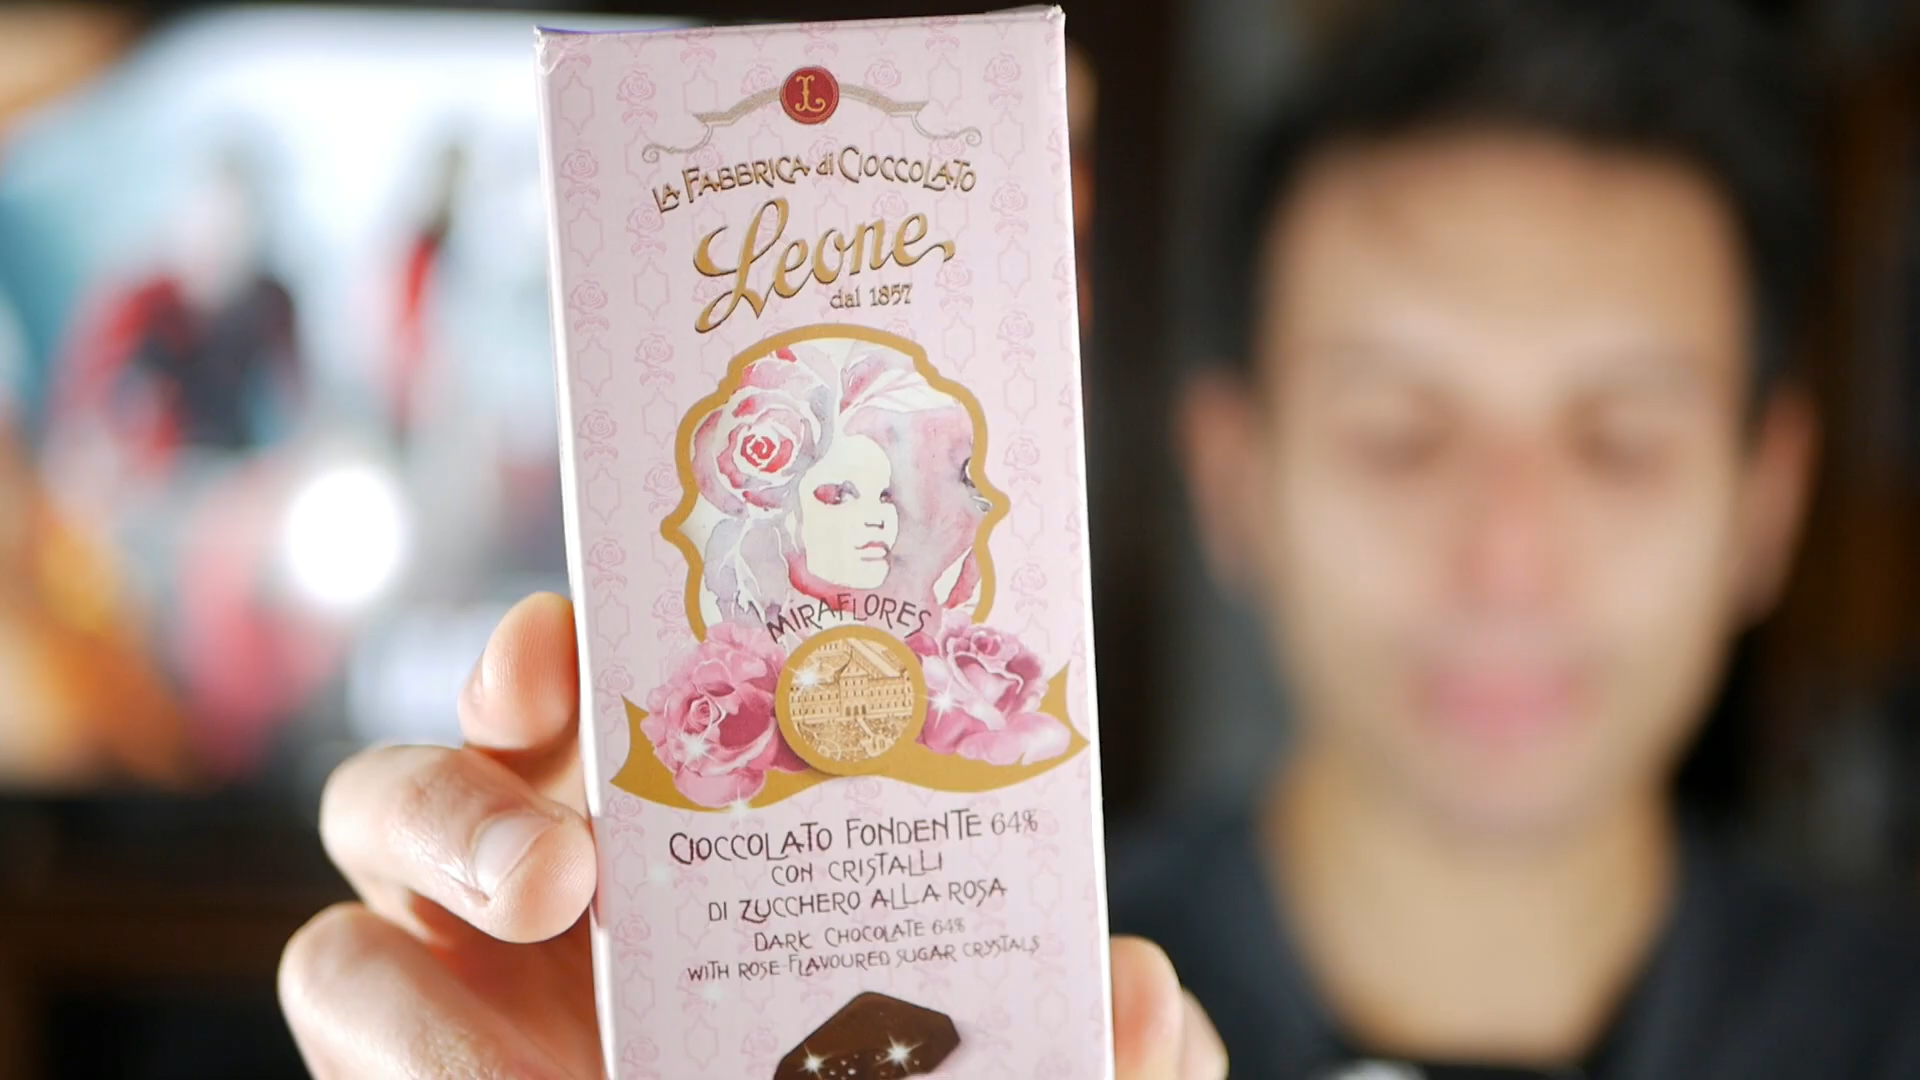 L
LA FABBRICA di CIOCCOLATO
Leone
dal 1857
MIRAFLORES
CIOCCOLATO FONDENTE 64%
CON CRISTALLI
DI ZUCCHERO ALLA ROSA
DARK CHOCOLATE 64%
WITH ROSE-FLAVOURED SUGAR CRYSTALS